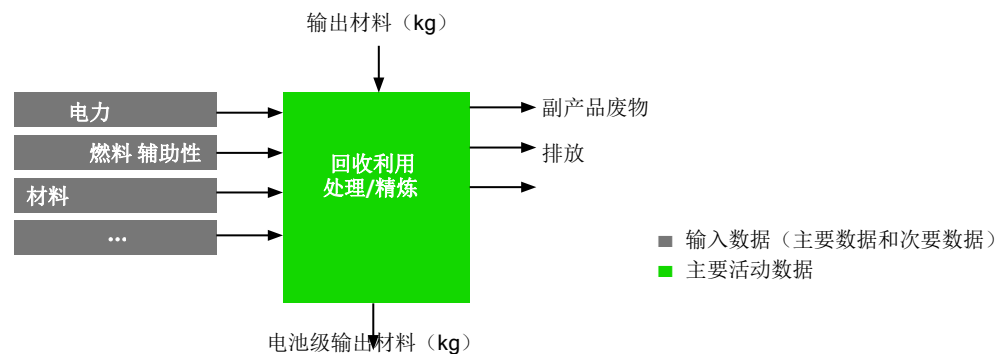 输出材料（kg）
电力
燃料 辅助性
材料
...
回收利用
处理/精炼
副产品废物
排放
输入数据（主要数据和次要数据）
主要活动数据
电池级输出材料（kg）